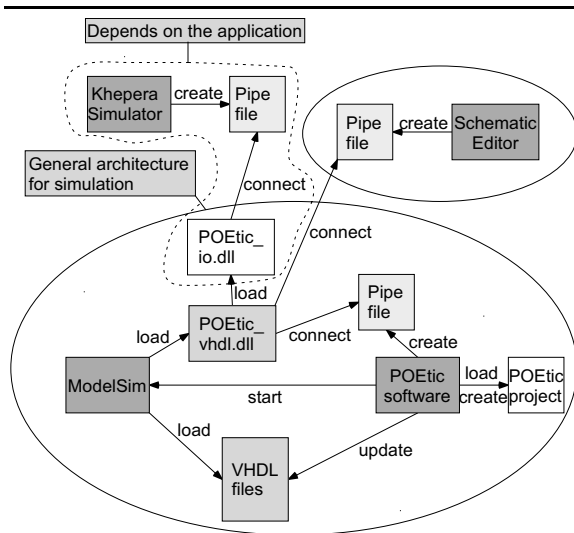 Depends on the application
Khepera
Simulator
create
Pipe
file
Pipe
file
create
Schematic
Editor
General architecture
for simulation
connect
connect
POEtic_
io.dll
load
POEtic_
vhdl.dll
load
connect
Pipe
file
create
ModelSim
start
POEtic
software
load
create
POEtic
project
load
update
VHDL
files